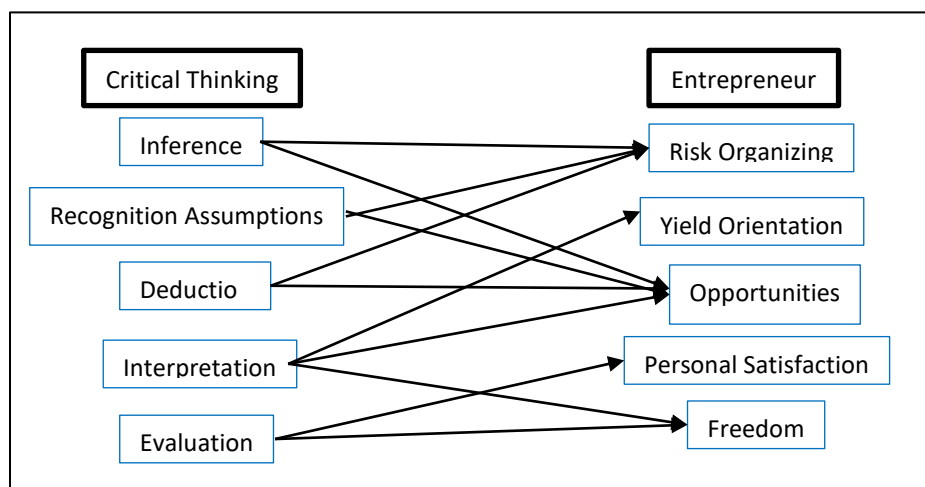 Critical Thinking
Entrepreneur
Inference
Risk Organizing
Recognition Assumptions
Yield Orientation
Deductio
Opportunities
Interpretation
Personal Satisfaction
Evaluation
Freedom